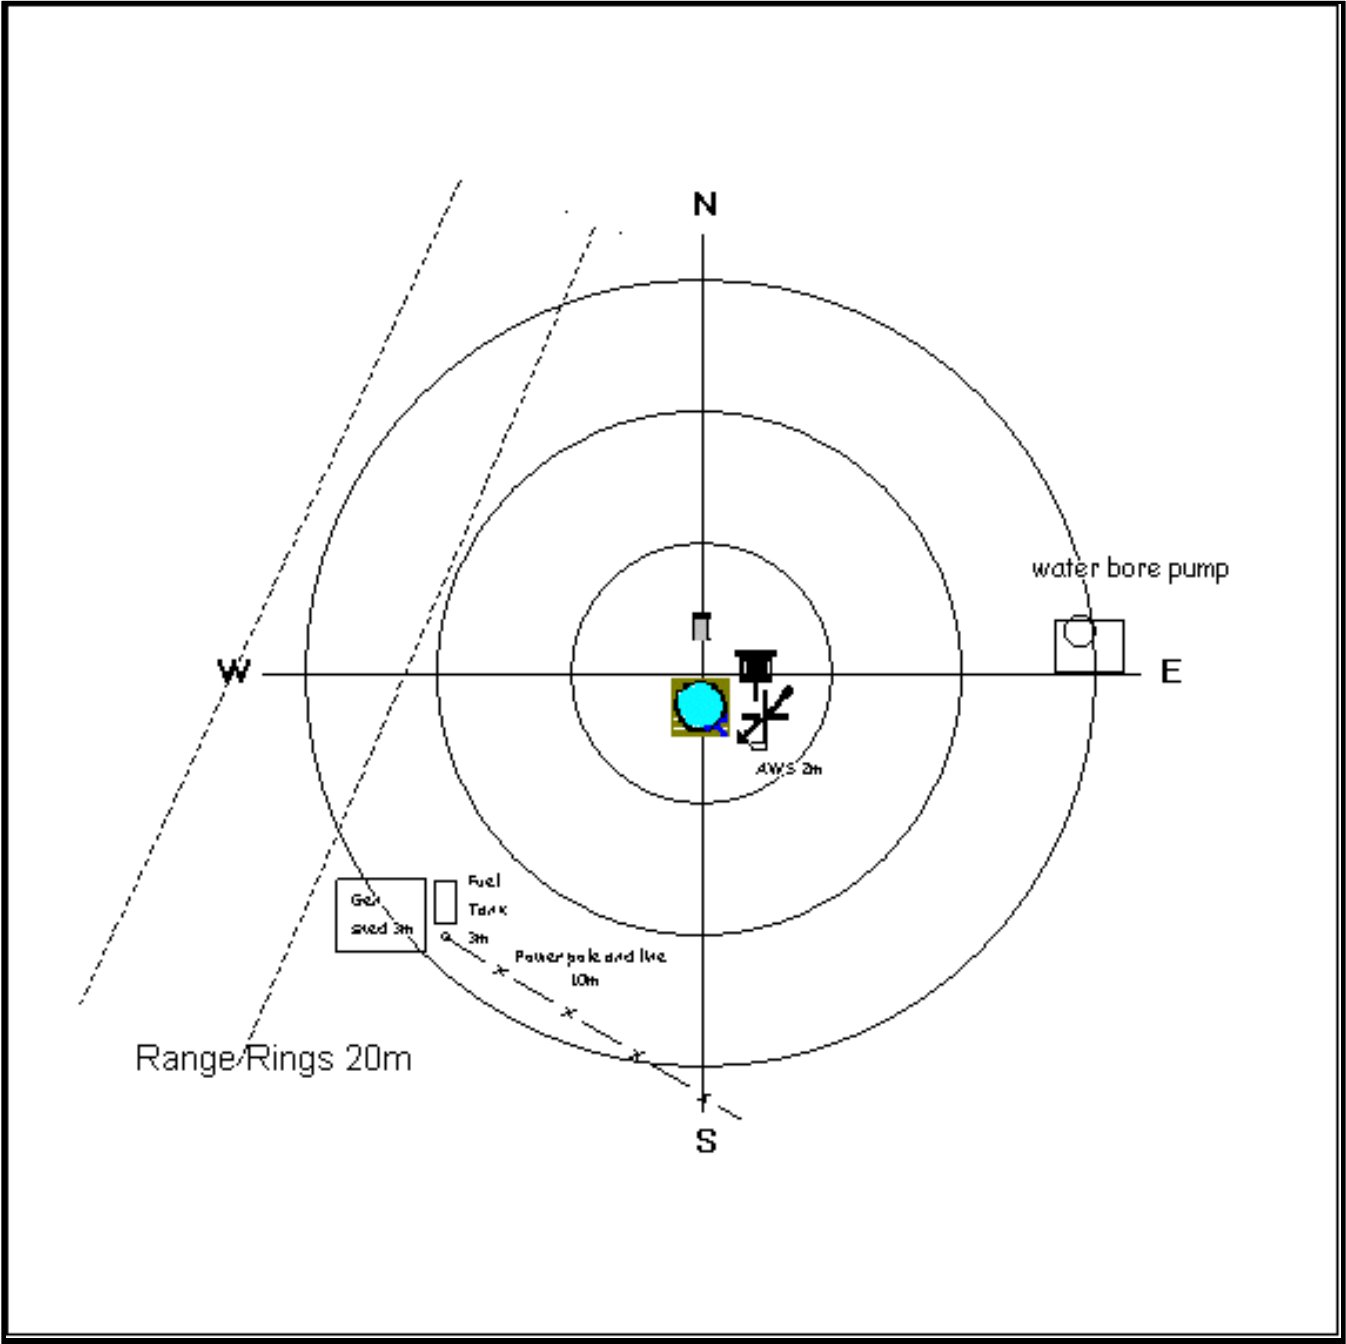 N
water bore pump
W
E
AWS 2m
Fuel
Tank
3m
Gen
shed 3m
Power pole and line
10m
Range Rings 20m
S